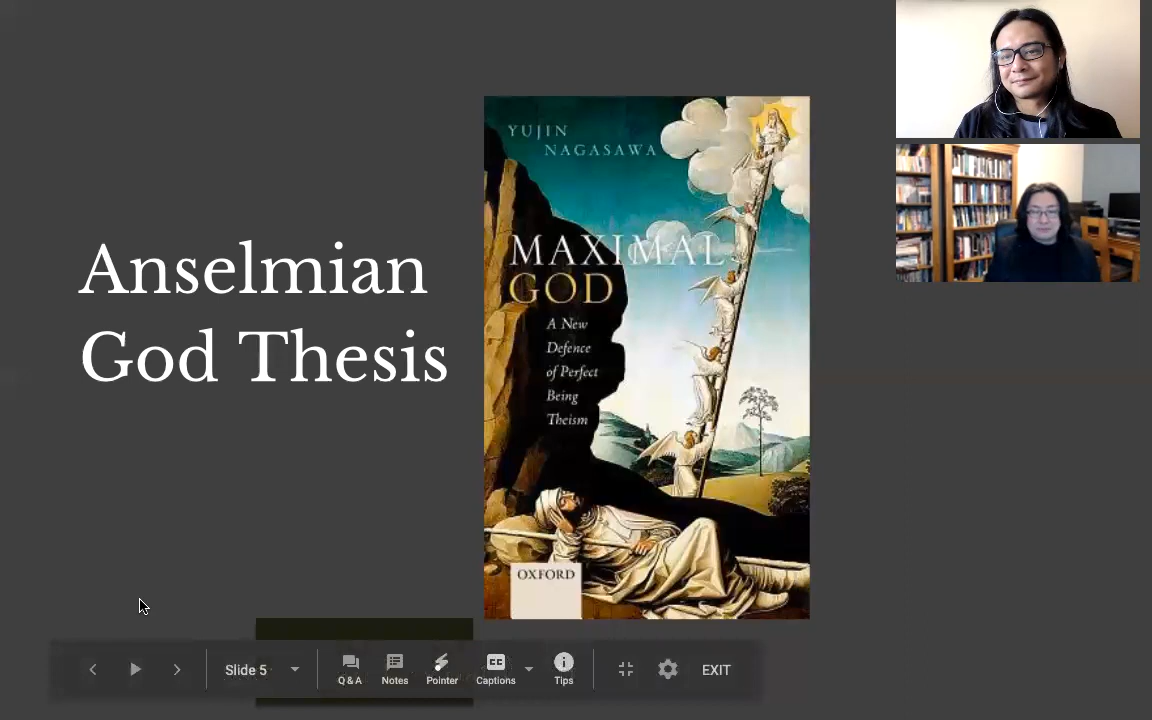 Anselmian
God Thesis
YUJIN
NAGASAWA
MAXIMAL
GOD
A New
Defence
of Perfect
Being
Theism
OXFORD
Slide 5
Q & A
Notes
Pointer
Captions
Tips
EXIT